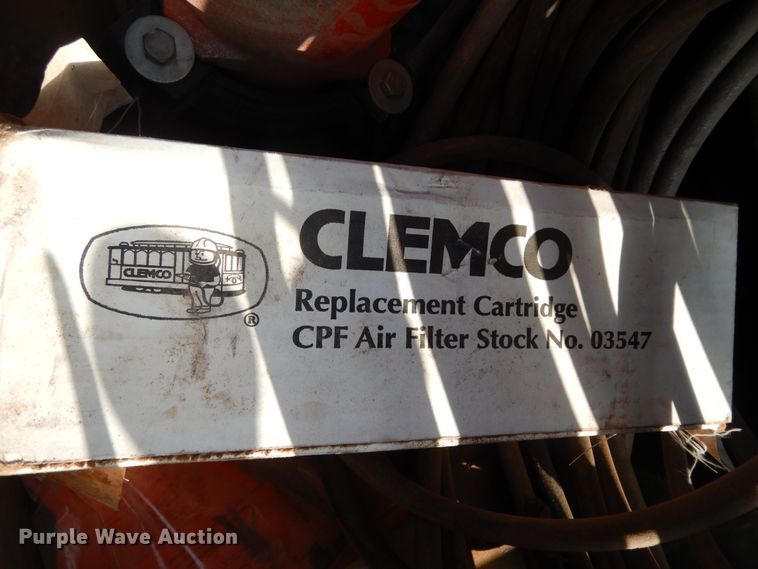 CLEMCO
CLEMCO
®
Replacement Cartridge
CPF Air Filter Stock No. 03547
Purple Wave Auction